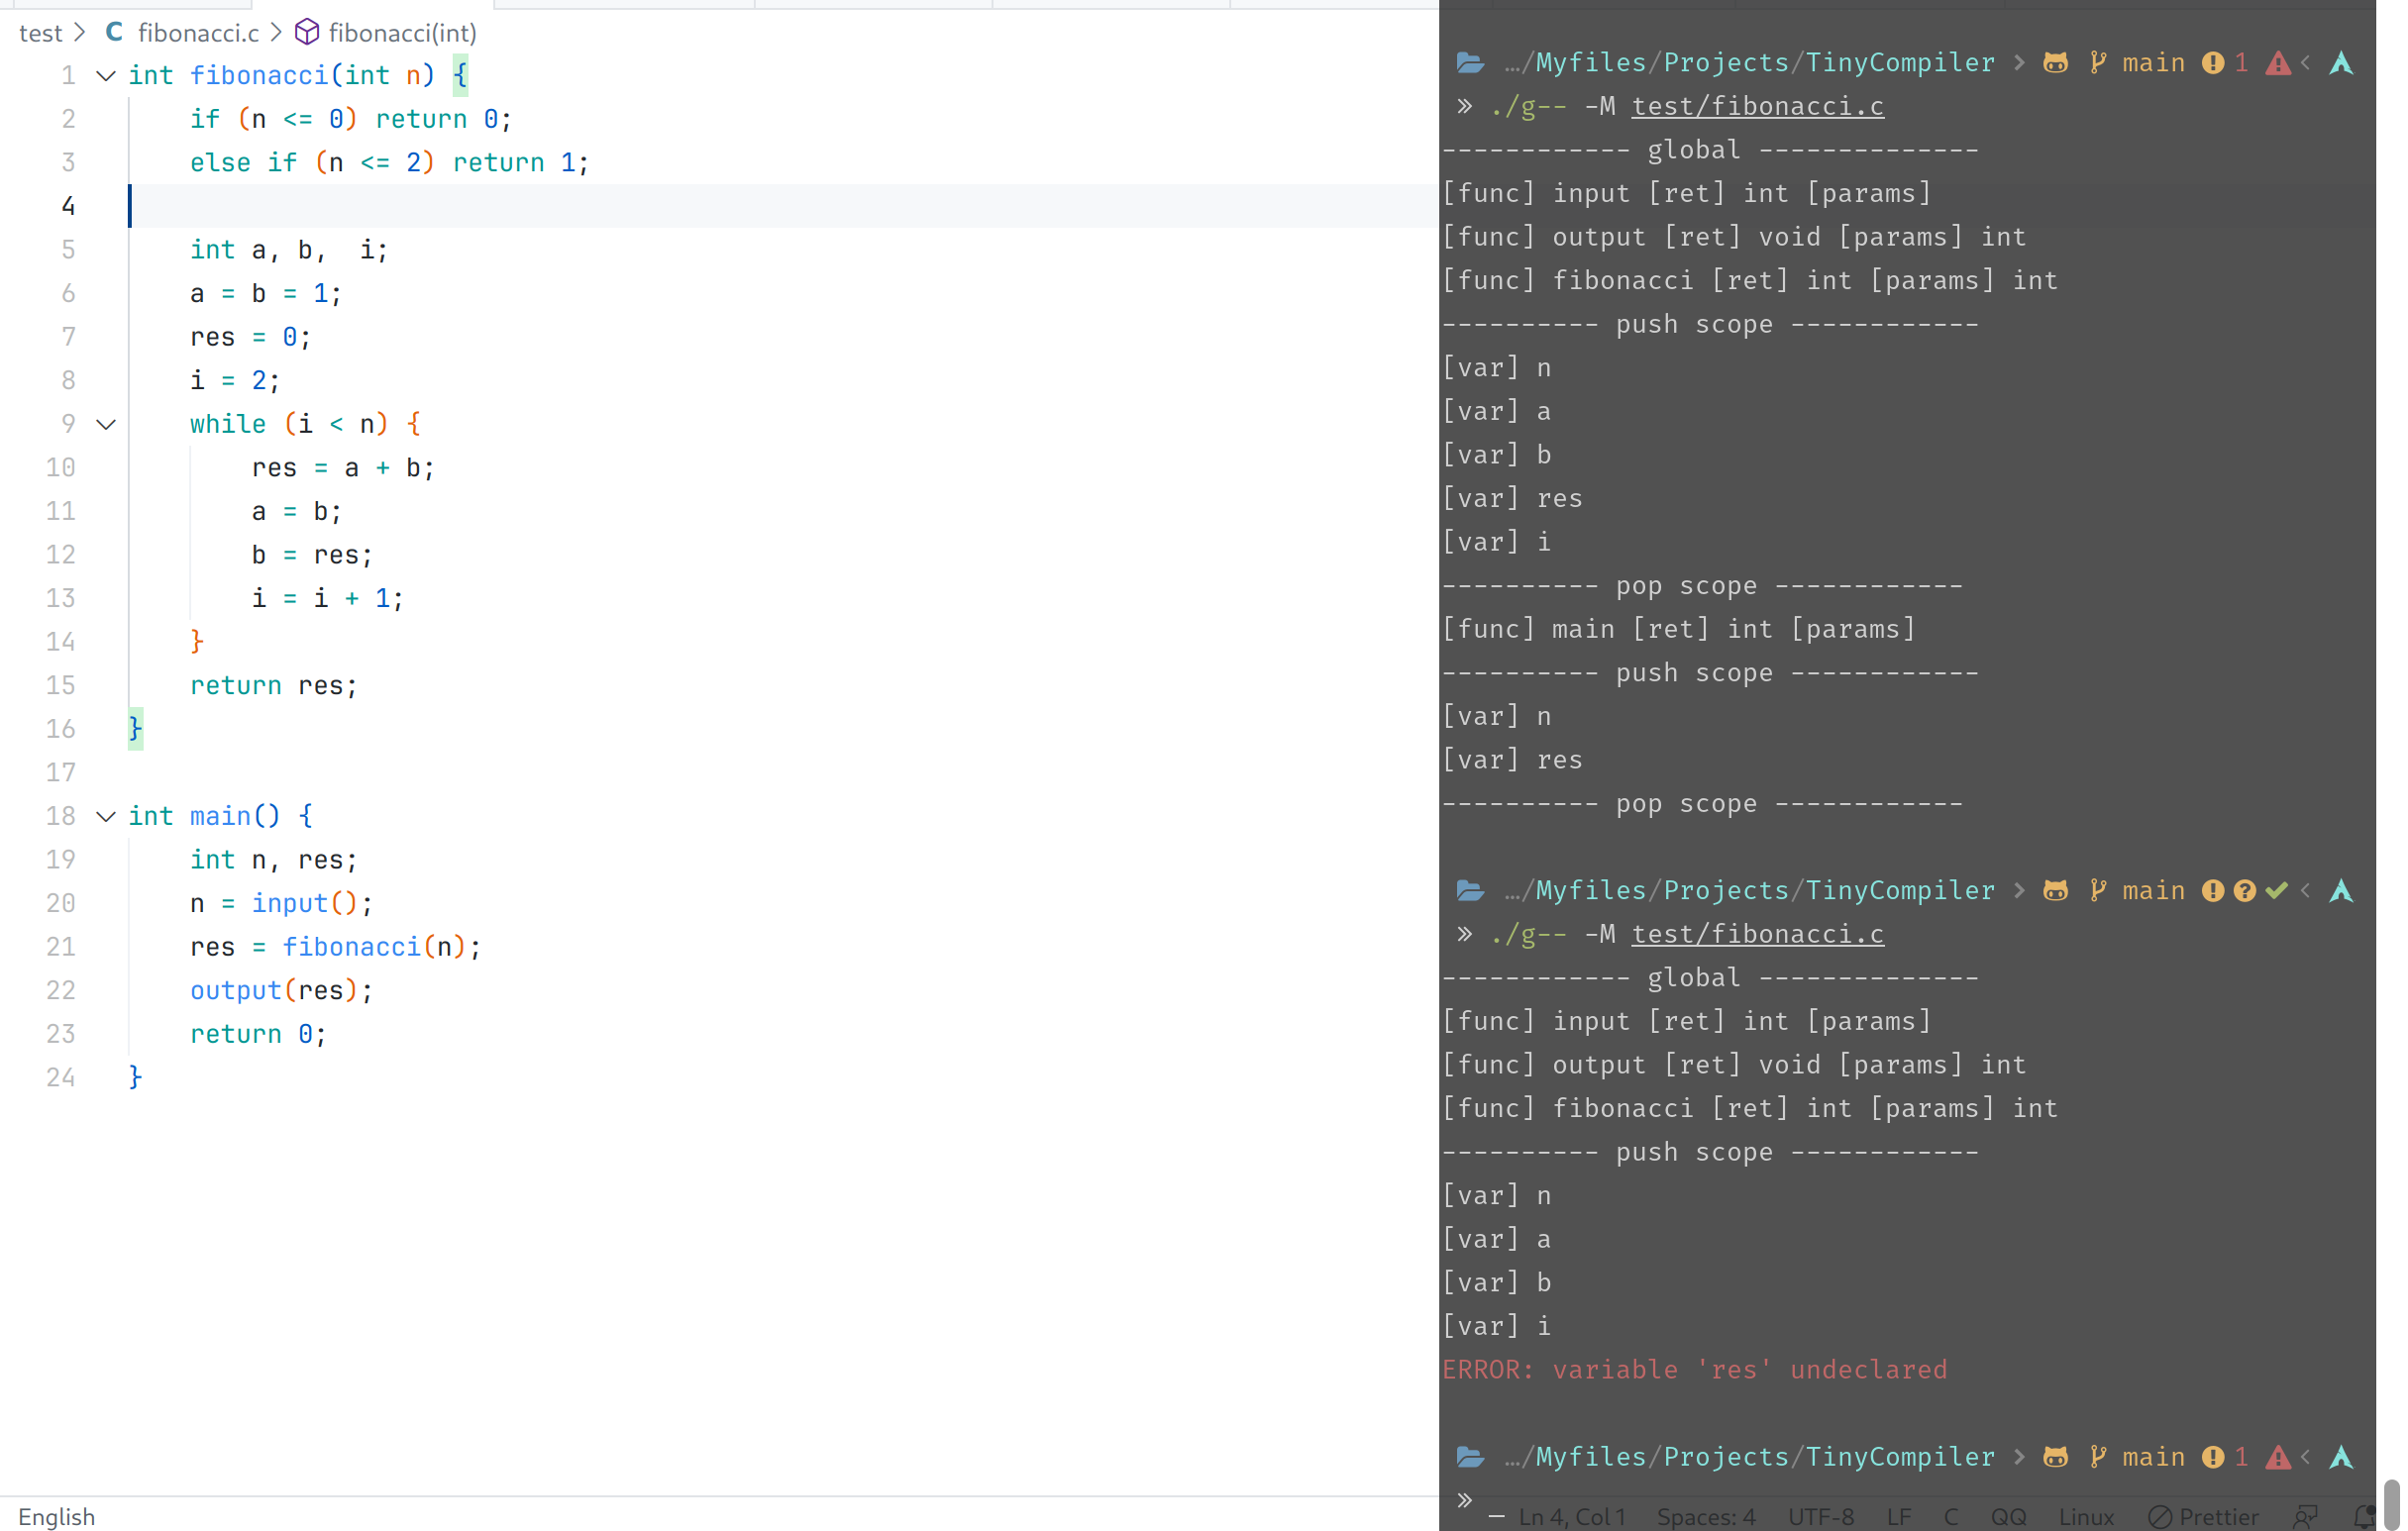 test > C fibonacci.c > fibonacci(int)
1 int fibonacci(int n) {
2     if (n <= 0) return 0;
3     else if (n <= 2) return 1;
4
5     int a, b,  i;
6     a = b = 1;
7     res = 0;
8     i = 2;
9     while (i < n) {
10         res = a + b;
11         a = b;
12         b = res;
13         i = i + 1;
14     }
15     return res;
16 }
17
18 int main() {
19     int n, res;
20     n = input();
21     res = fibonacci(n);
22     output(res);
23     return 0;
24 }
English
…/Myfiles/Projects/TinyCompiler > main ! 1 <
» ./g-- -M test/fibonacci.c
------------ global --------------
[func] input [ret] int [params]
[func] output [ret] void [params] int
[func] fibonacci [ret] int [params] int
---------- push scope ------------
[var] n
[var] a
[var] b
[var] res
[var] i
---------- pop scope ------------
[func] main [ret] int [params]
---------- push scope ------------
[var] n
[var] res
---------- pop scope ------------
…/Myfiles/Projects/TinyCompiler > main ! ? ✓ <
» ./g-- -M test/fibonacci.c
------------ global --------------
[func] input [ret] int [params]
[func] output [ret] void [params] int
[func] fibonacci [ret] int [params] int
---------- push scope ------------
[var] n
[var] a
[var] b
[var] i
ERROR: variable 'res' undeclared
…/Myfiles/Projects/TinyCompiler > main ! 1 <
»
Ln 4, Col 1 Spaces: 4 UTF-8 LF C QQ Linux Prettier